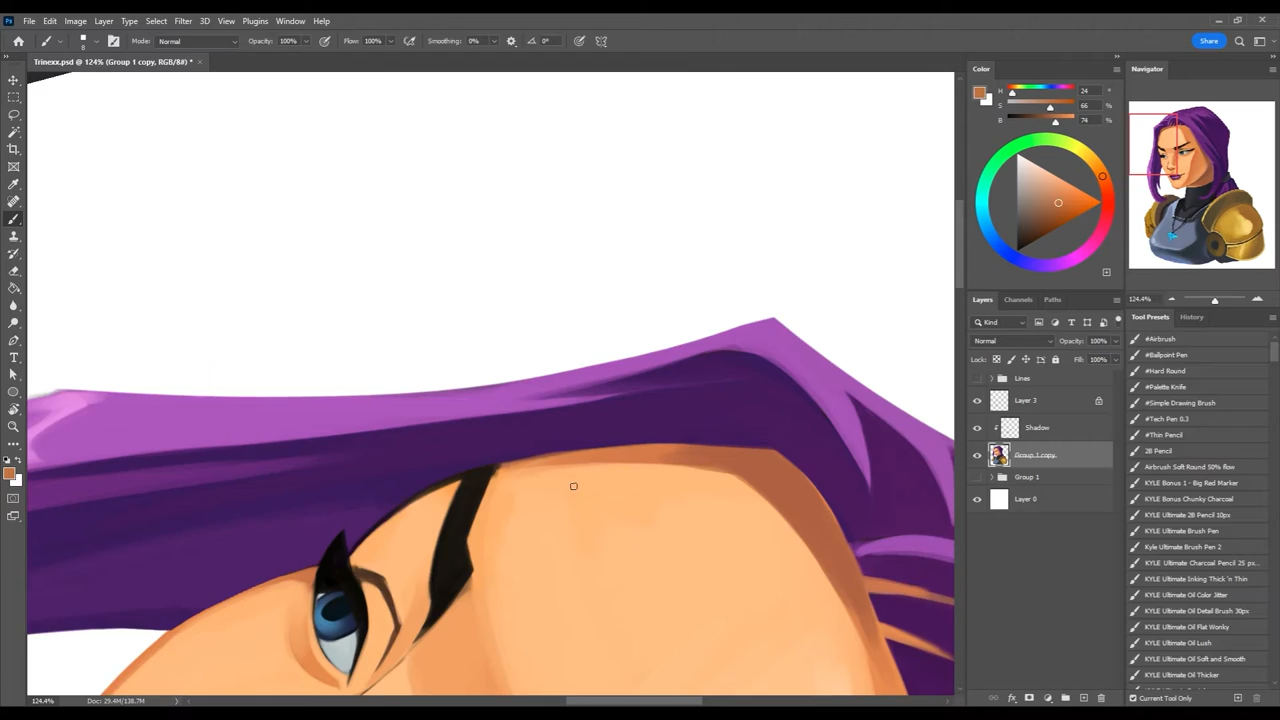 Ps File Edit Image Layer Type Select Filter 3D View Plugins Window Help
8 Mode: Normal Opacity: 100% Flow: 100% Smoothing: 0% 0° Share
Trinexx.psd @ 124% (Group 1 copy, RGB/8#) * ×
Color
H 24 °
S 66 %
B 74 %
Navigator
124.4%
Layers Channels Paths
Kind
Normal Opacity: 100%
Lock: Fill: 100%
Lines
Layer 3
Shadow
Group 1 copy
Group 1
Layer 0
Tool Presets History
#Airbrush
#Ballpoint Pen
#Hard Round
#Palette Knife
#Simple Drawing Brush
#Tech Pen 0.3
#Thin Pencil
2B Pencil
Airbrush Soft Round 50% flow
KYLE Bonus 1 - Big Red Marker
KYLE Bonus Chunky Charcoal
KYLE Ultimate 2B Pencil 10px
KYLE Ultimate Brush Pen
Kyle Ultimate Brush Pen 2
KYLE Ultimate Charcoal Pencil 25 px...
KYLE Ultimate Inking Thick 'n Thin
KYLE Ultimate Oil Color Jitter
KYLE Ultimate Oil Detail Brush 30px
KYLE Ultimate Oil Flat Wonky
KYLE Ultimate Oil Lush
KYLE Ultimate Oil Soft and Smooth
KYLE Ultimate Oil Thicker
Current Tool Only
124.4% Doc: 29.4M/138.7M